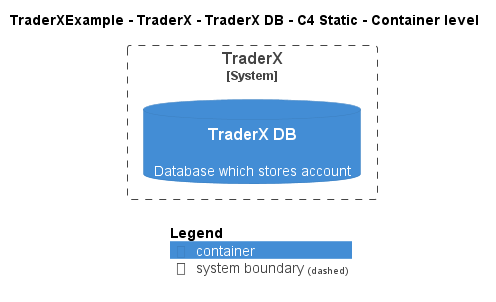 TraderXExample - TraderX - TraderX DB - C4 Static - Container level
TraderX
[System]
TraderX DB
Database which stores account
Legend
container
system boundary (dashed)